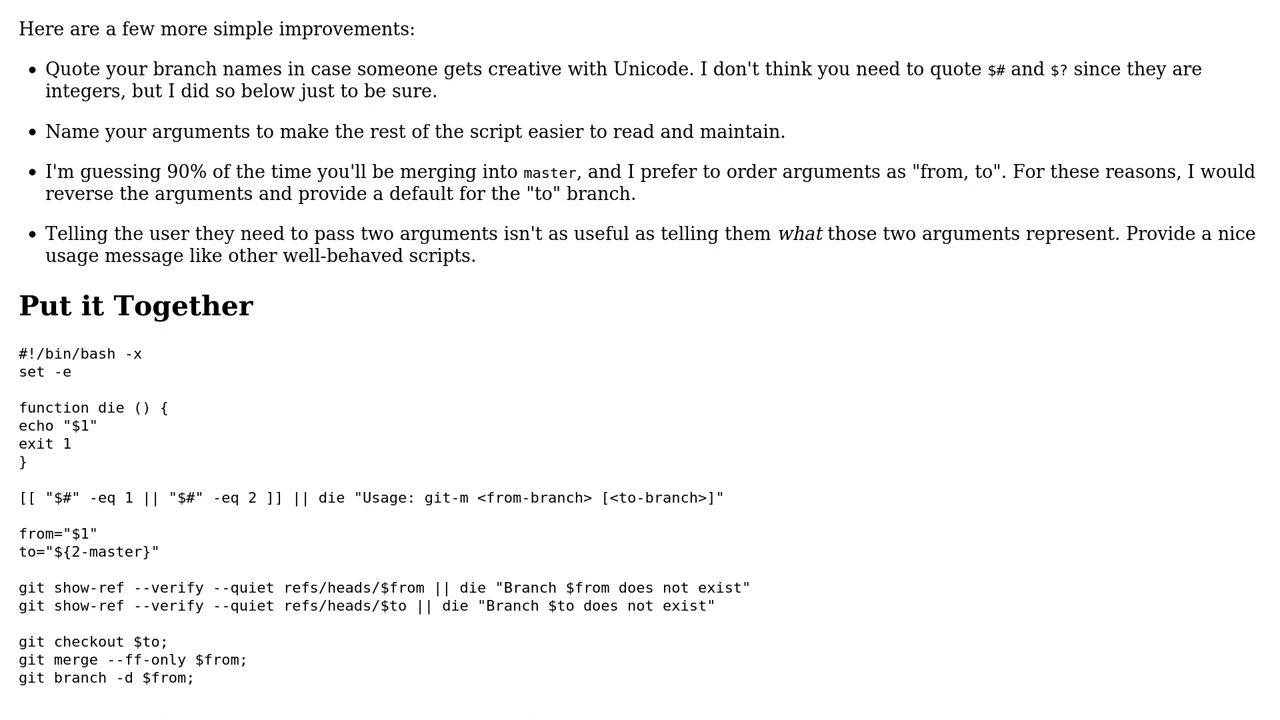 Here are a few more simple improvements:
• Quote your branch names in case someone gets creative with Unicode. I don't think you need to quote $# and $? since they are
integers, but I did so below just to be sure.
• Name your arguments to make the rest of the script easier to read and maintain.
• I'm guessing 90% of the time you'll be merging into master, and I prefer to order arguments as "from, to". For these reasons, I would
reverse the arguments and provide a default for the "to" branch.
• Telling the user they need to pass two arguments isn't as useful as telling them what those two arguments represent. Provide a nice
usage message like other well-behaved scripts.
Put it Together
#!/bin/bash -x
set -e
function die () {
echo "$1"
exit 1
}
[[ "$#" -eq 1 || "$#" -eq 2 ]] || die "Usage: git-m <from-branch> [<to-branch>]"
from="$1"
to="${2-master}"
git show-ref --verify --quiet refs/heads/$from || die "Branch $from does not exist"
git show-ref --verify --quiet refs/heads/$to || die "Branch $to does not exist"
git checkout $to;
git merge --ff-only $from;
git branch -d $from;